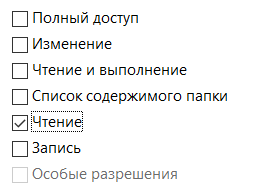 Полный доступ
Изменение
Чтение и выполнение
Список содержимого папки
Чтение
Запись
Особые разрешения